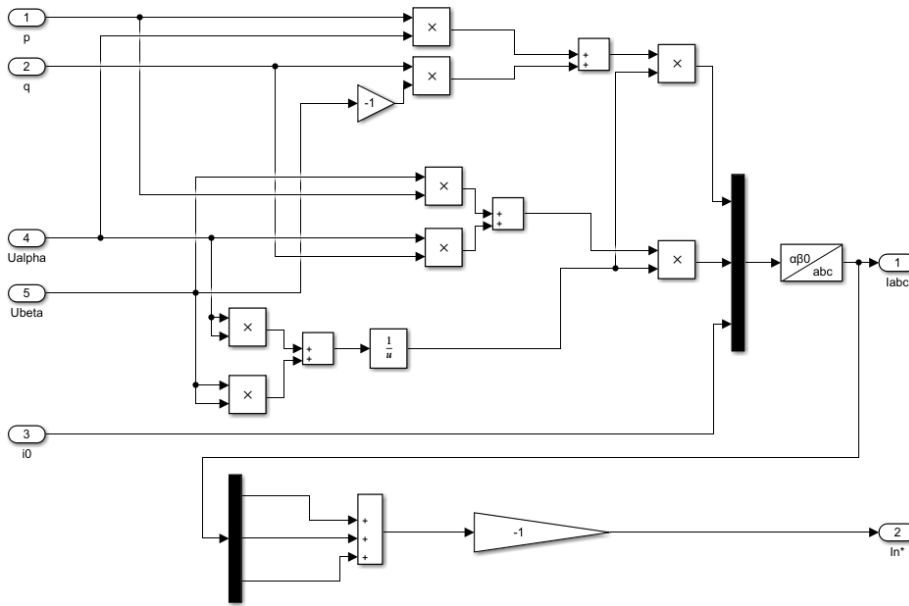 1
p
2
q
×
×
+
+
×
-1
×
×
+
+
4
Ualpha
5
Ubeta
×
αβ0
abc
1
Iabc
×
×
+
+
1
u
3
i0
+
+
+
-1
2
In*